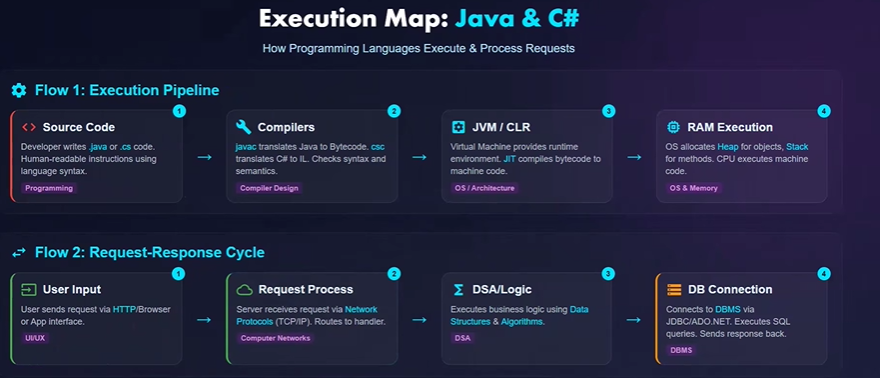 Execution Map: Java & C#
How Programming Languages Execute & Process Requests
Flow 1: Execution Pipeline
1
Source Code
Developer writes .java or .cs code.
Human-readable instructions using
language syntax.
Programming
2
Compilers
javac translates Java to Bytecode. csc
translates C# to IL. Checks syntax and
semantics.
Compiler Design
3
JVM / CLR
Virtual Machine provides runtime
environment. JIT compiles bytecode to
machine code.
OS / Architecture
4
RAM Execution
OS allocates Heap for objects, Stack
for methods. CPU executes machine
code.
OS & Memory
Flow 2: Request-Response Cycle
1
User Input
User sends request via HTTP/Browser
or App interface.
UI/UX
2
Request Process
Server receives request via Network
Protocols (TCP/IP). Routes to handler.
Computer Networks
3
DSA/Logic
Executes business logic using Data
Structures & Algorithms.
DSA
4
DB Connection
Connects to DBMS via
JDBC/ADO.NET. Executes SQL
queries. Sends response back.
DBMS